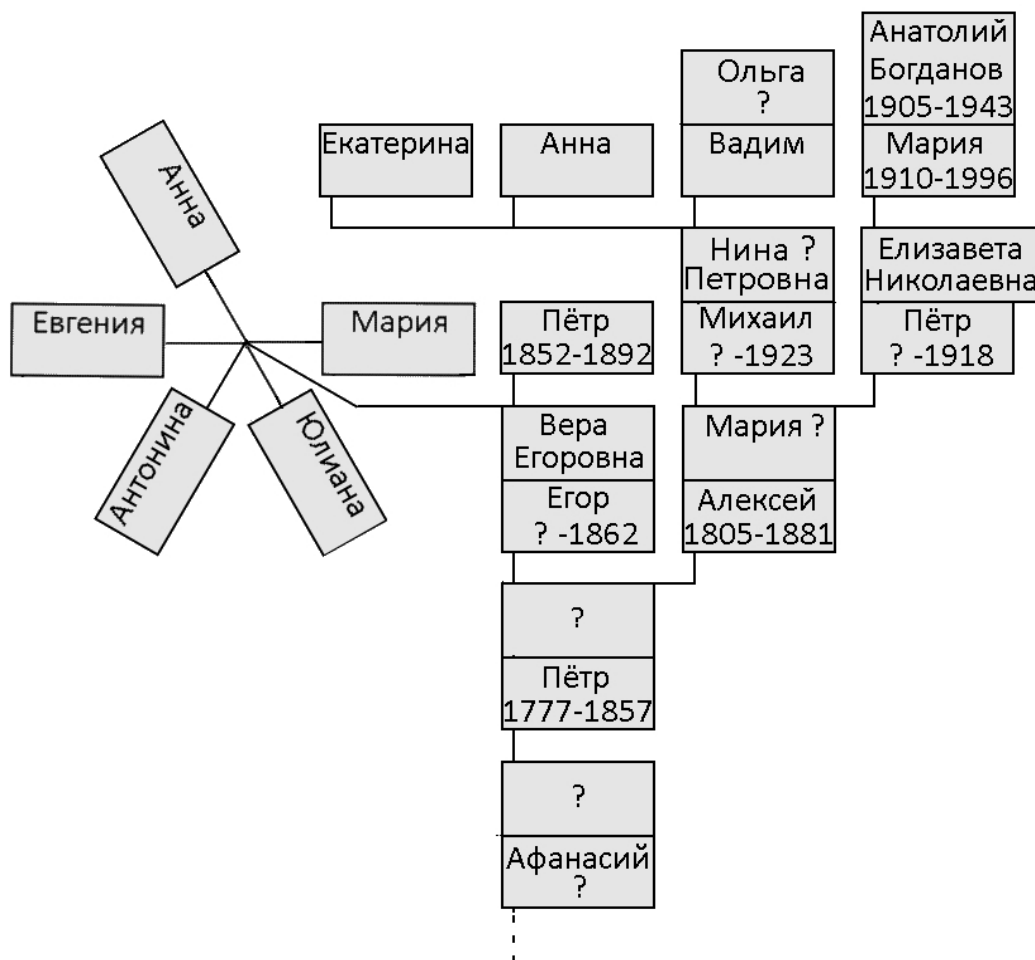 Анатолий
Богданов
1905-1943
Мария
1910-1996
Ольга
?
Вадим
Екатерина
Анна
Анна
Нина ?
Петровна
Михаил
? -1923
Елизавета
Николаевна
Пётр
? -1918
Евгения
Мария
Пётр
1852-1892
Антонина
Юлиана
Вера
Егоровна
Егор
? -1862
Мария ?
Алексей
1805-1881
?
Пётр
1777-1857
?
Афанасий
?